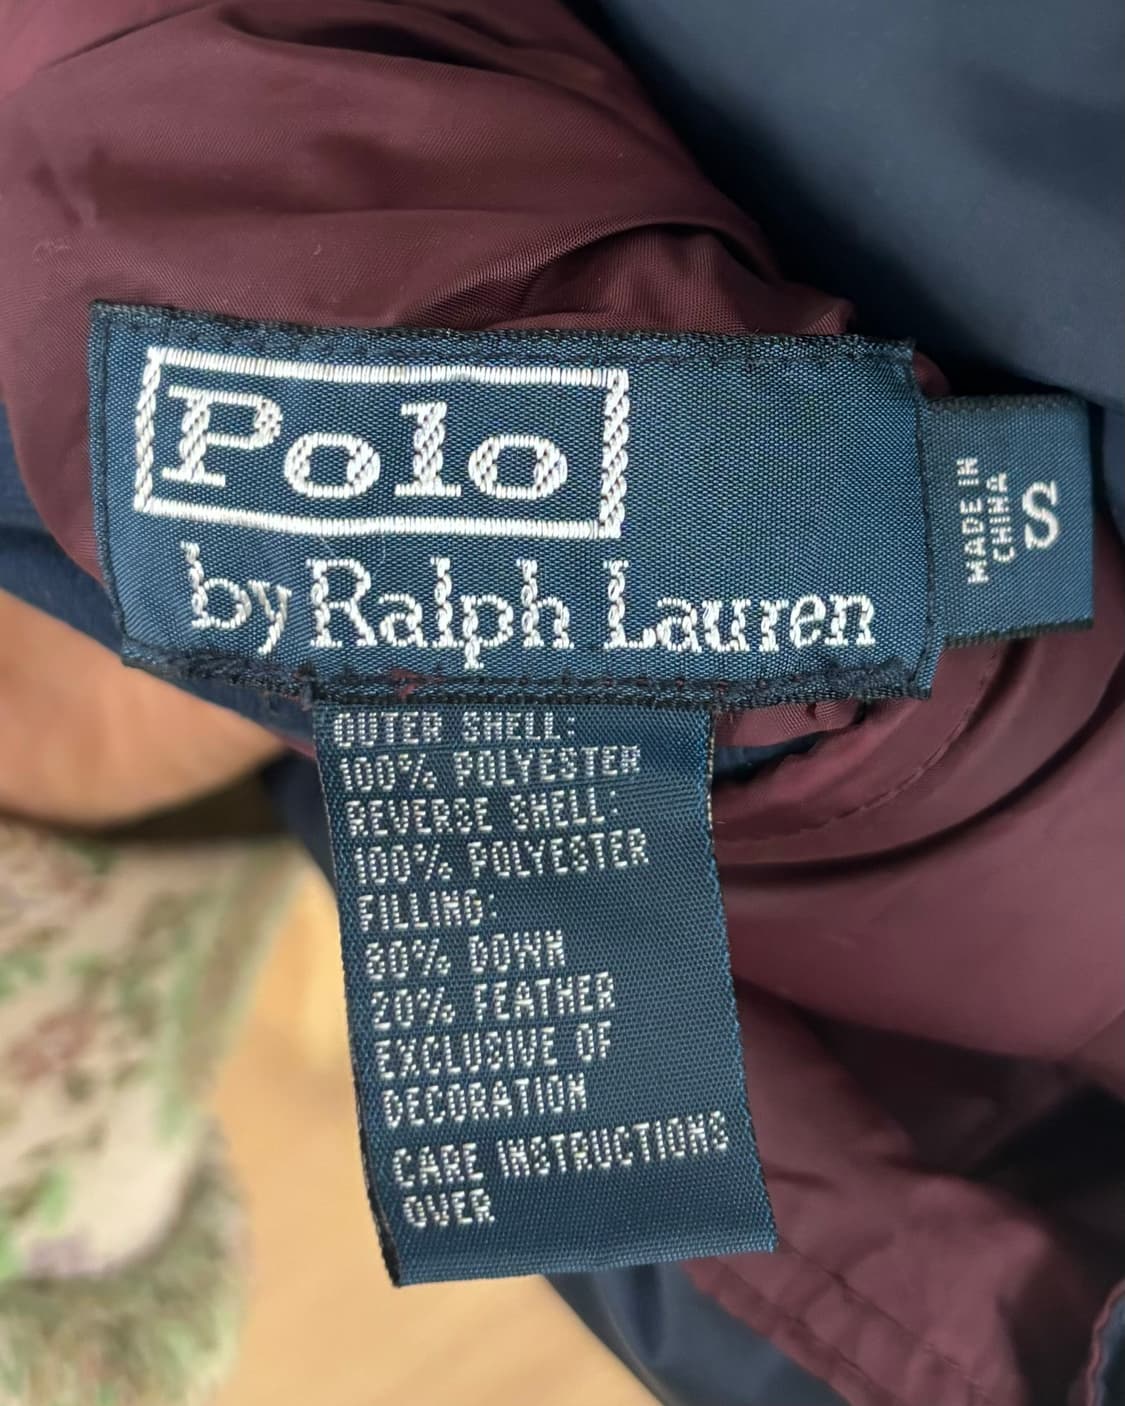 Polo
by Ralph Lauren
MADE IN
CHINA
S
OUTER SHELL:
100% POLYESTER
REVERSE SHELL:
100% POLYESTER
FILLING:
80% DOWN
20% FEATHER
EXCLUSIVE OF
DECORATION
CARE INSTRUCTIONS
OVER